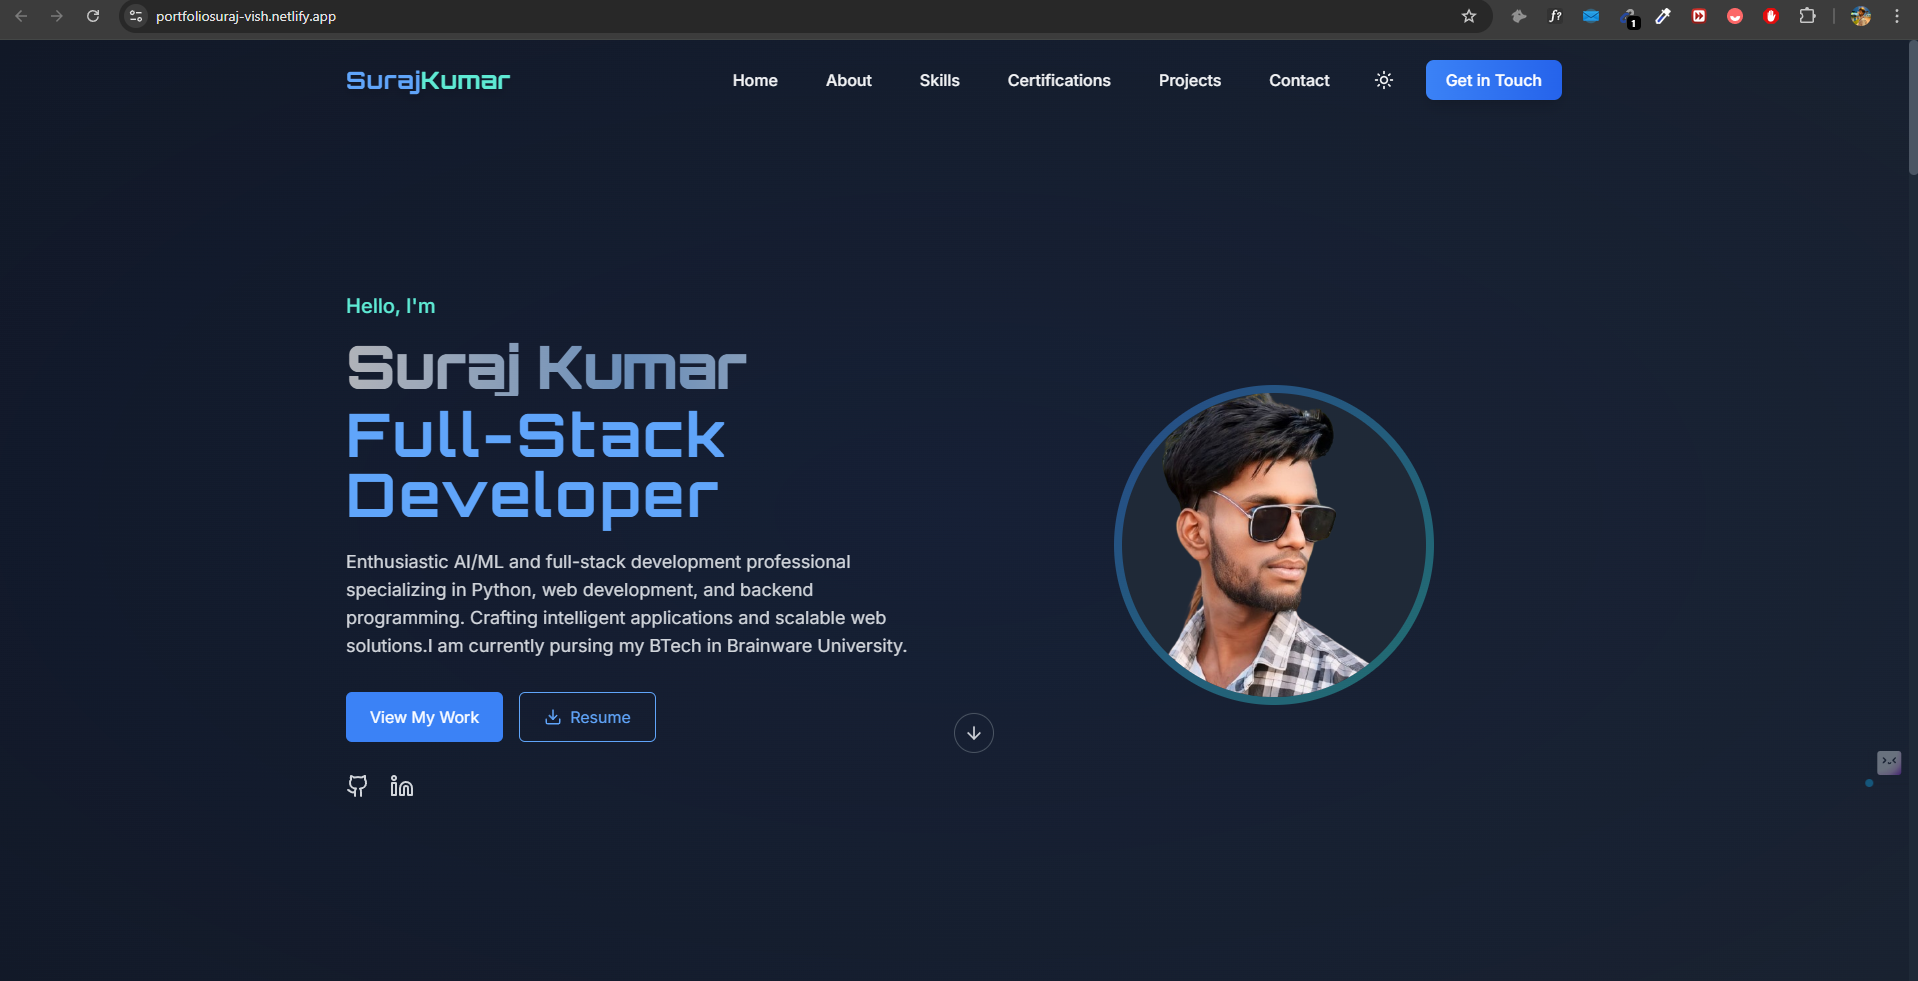 portfoliosuraj-vish.netlify.app
f?
1
SurajKumar
Home
About
Skills
Certifications
Projects
Contact
Get in Touch
Hello, I'm
Suraj Kumar
Full-Stack
Developer
Enthusiastic AI/ML and full-stack development professional
specializing in Python, web development, and backend
programming. Crafting intelligent applications and scalable web
solutions.I am currently pursing my BTech in Brainware University.
View My Work
Resume
in